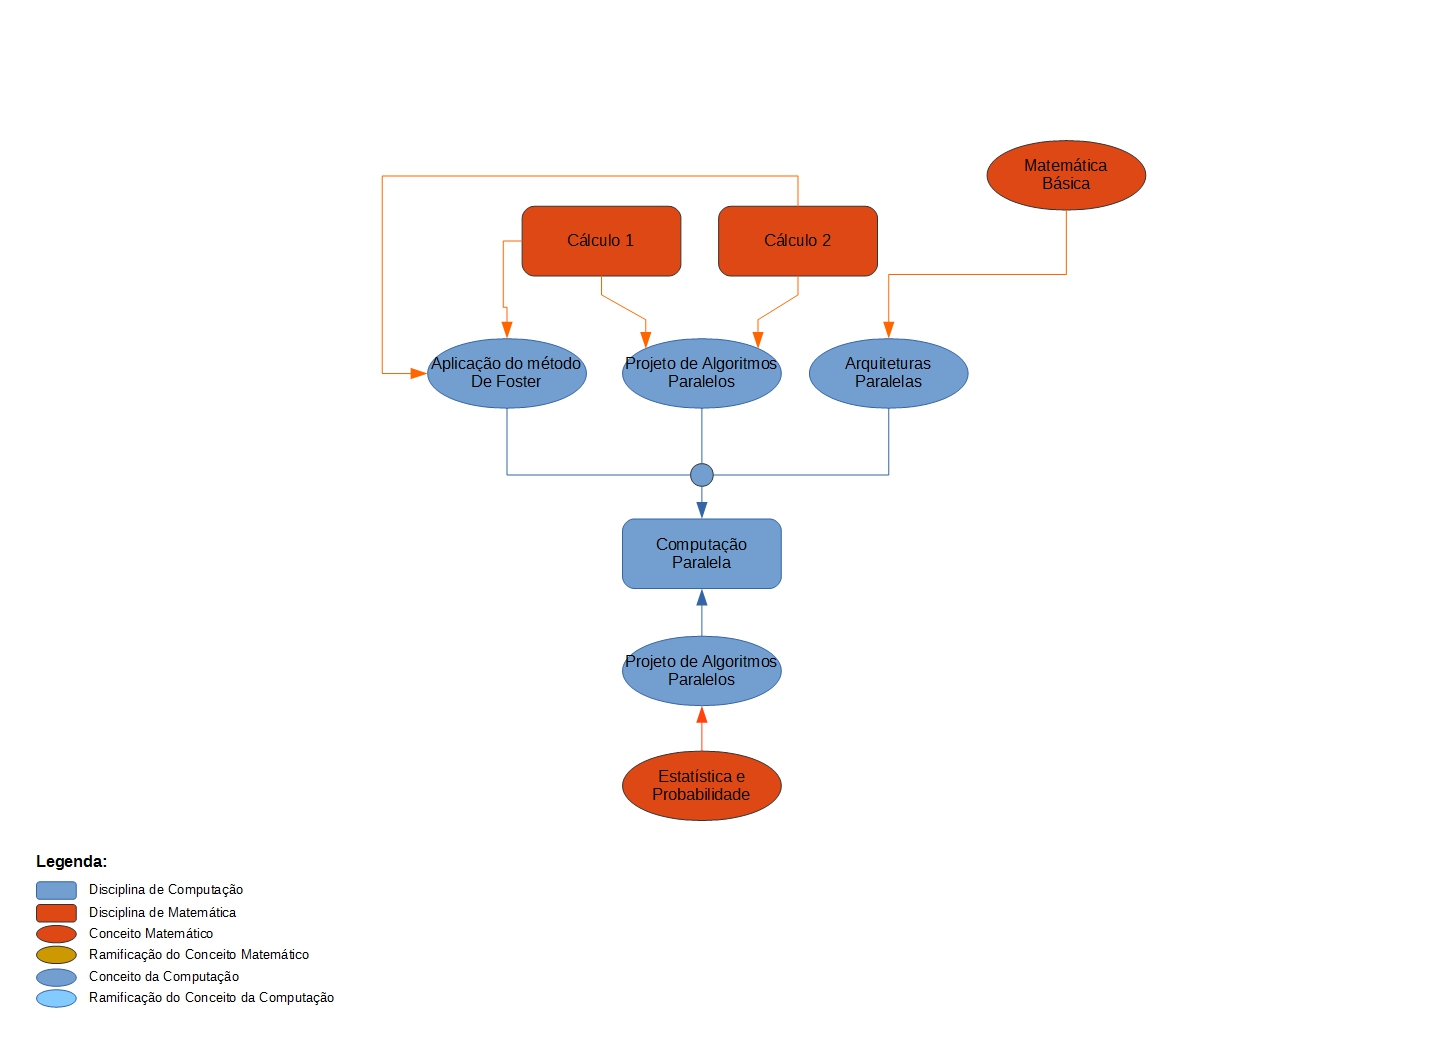 Matemática
Básica
Cálculo 1
Cálculo 2
Aplicação do método
De Foster
Projeto de Algoritmos
Paralelos
Arquiteturas
Paralelas
Computação
Paralela
Projeto de Algoritmos
Paralelos
Estatística e
Probabilidade
Legenda:
Disciplina de Computação
Disciplina de Matemática
Conceito Matemático
Ramificação do Conceito Matemático
Conceito da Computação
Ramificação do Conceito da Computação